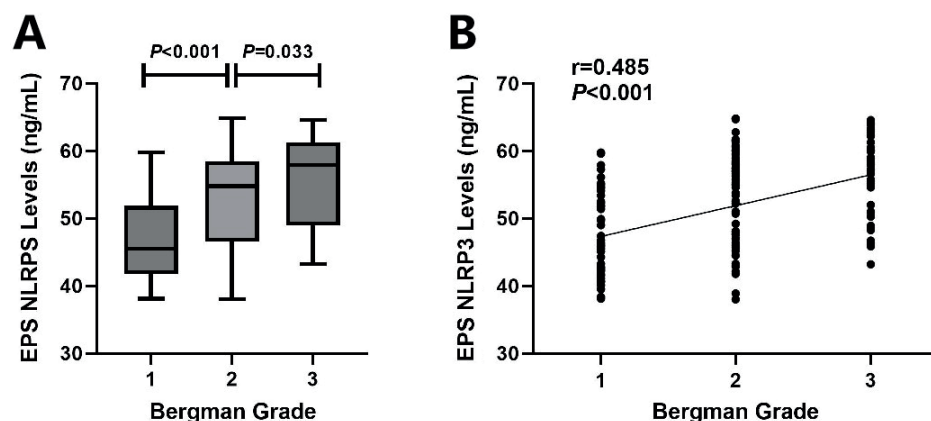 A
P<0.001 P=0.033
EPS NLRPS Levels (ng/mL)
70
60
50
40
30
1 2 3
Bergman Grade
B
r=0.485
P<0.001
EPS NLRP3 Levels (ng/mL)
70
60
50
40
30
1 2 3
Bergman Grade